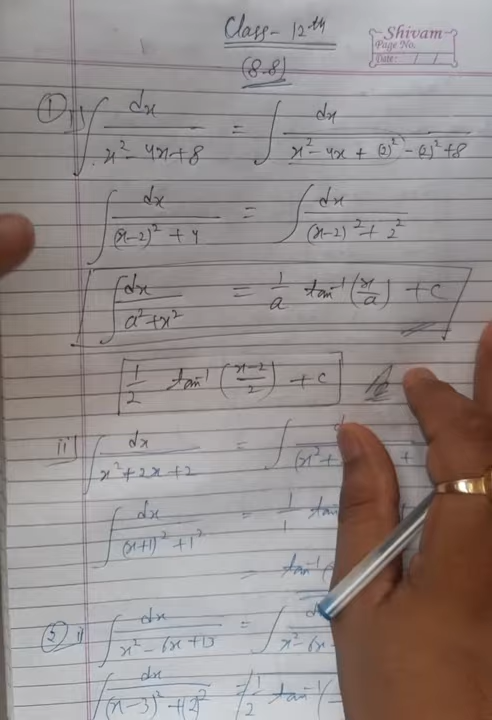 Class- 12th
Shivam
Page No.
Date: / /
(8.8)
① i) ∫ dx / x² - 4x + 8 = ∫ dx / x² - 4x + (2)² - (2)² + 8
∫ dx / (x-2)² + 4 = ∫ dx / (x-2)² + 2²
∫ dx / a² + x² = 1/a tan⁻¹ (x/a) + c
1/2 tan⁻¹ (x-2 / 2) + c
ii) ∫ dx / x² + 2x + 2 = ∫ d / (x² + +
∫ dx / (x+1)² + 1² = 1/1 tan
= tan⁻¹ (
i) ∫ dx / x² - 6x + 13 = ∫ d / x² - 6x
∫ dx / (x-3)² + (2)² = 1/2 tan⁻¹ (